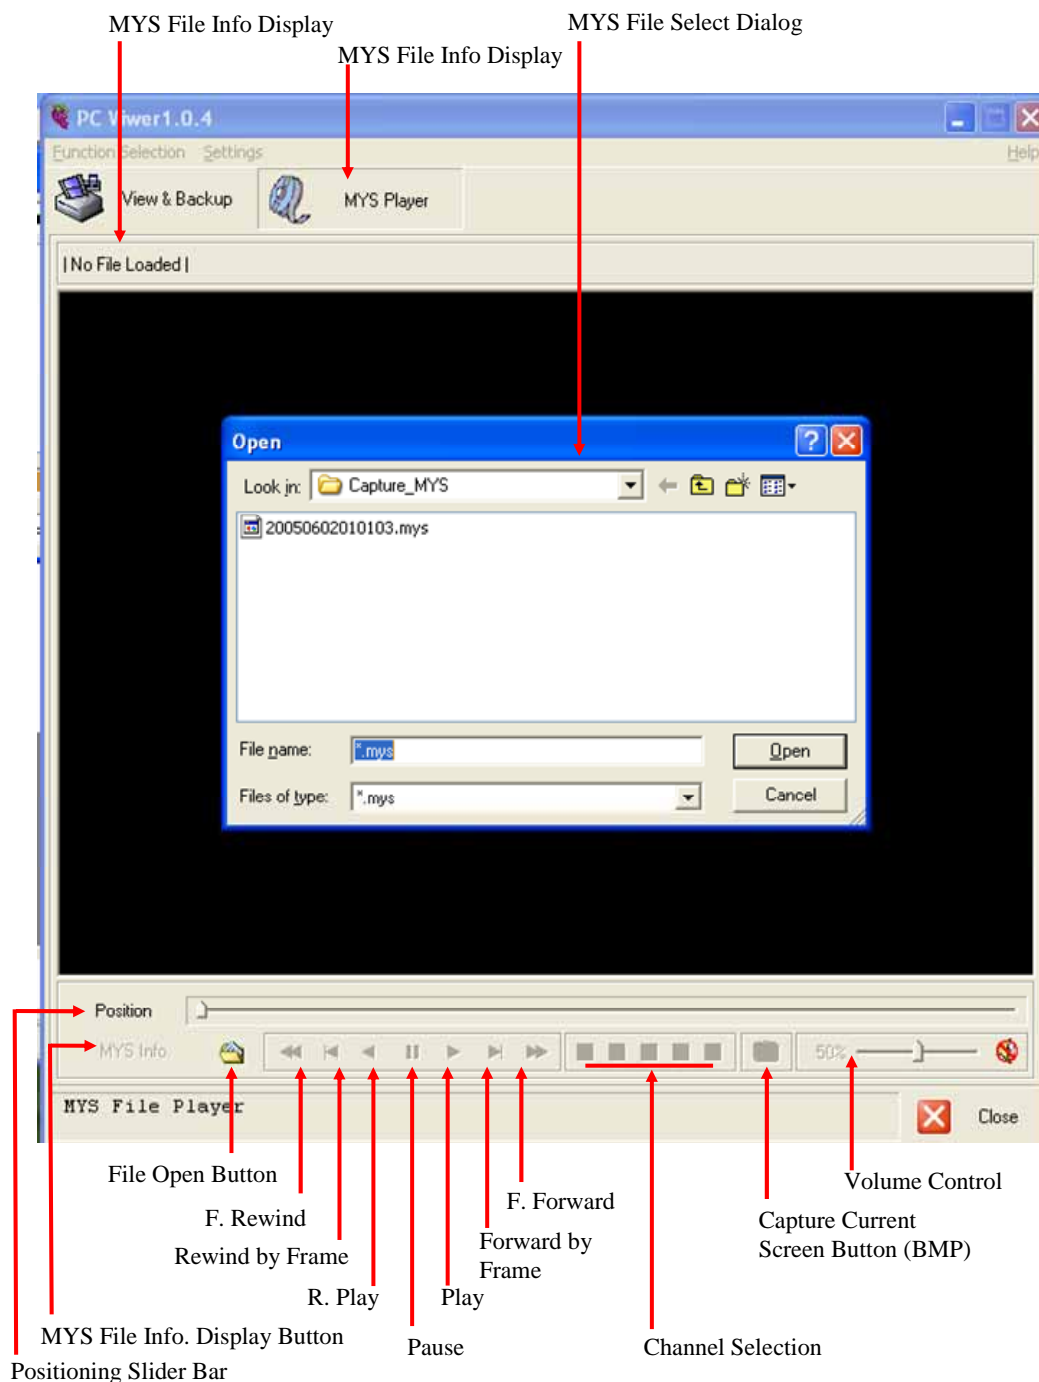 MYS File Info Display
MYS File Select Dialog
MYS File Info Display
PC Viwer1.0.4
Function Selection Settings Help
View & Backup
MYS Player
| No File Loaded |
Open
Look in: Capture_MYS
20050602010103.mys
File name: *.mys Open
Files of type: *.mys Cancel
Position
MYS Info 50%
MYS File Player
Close
File Open Button
Volume Control
F. Rewind
F. Forward
Capture Current
Screen Button (BMP)
Rewind by Frame
Forward by
Frame
R. Play
Play
MYS File Info. Display Button
Pause
Channel Selection
Positioning Slider Bar